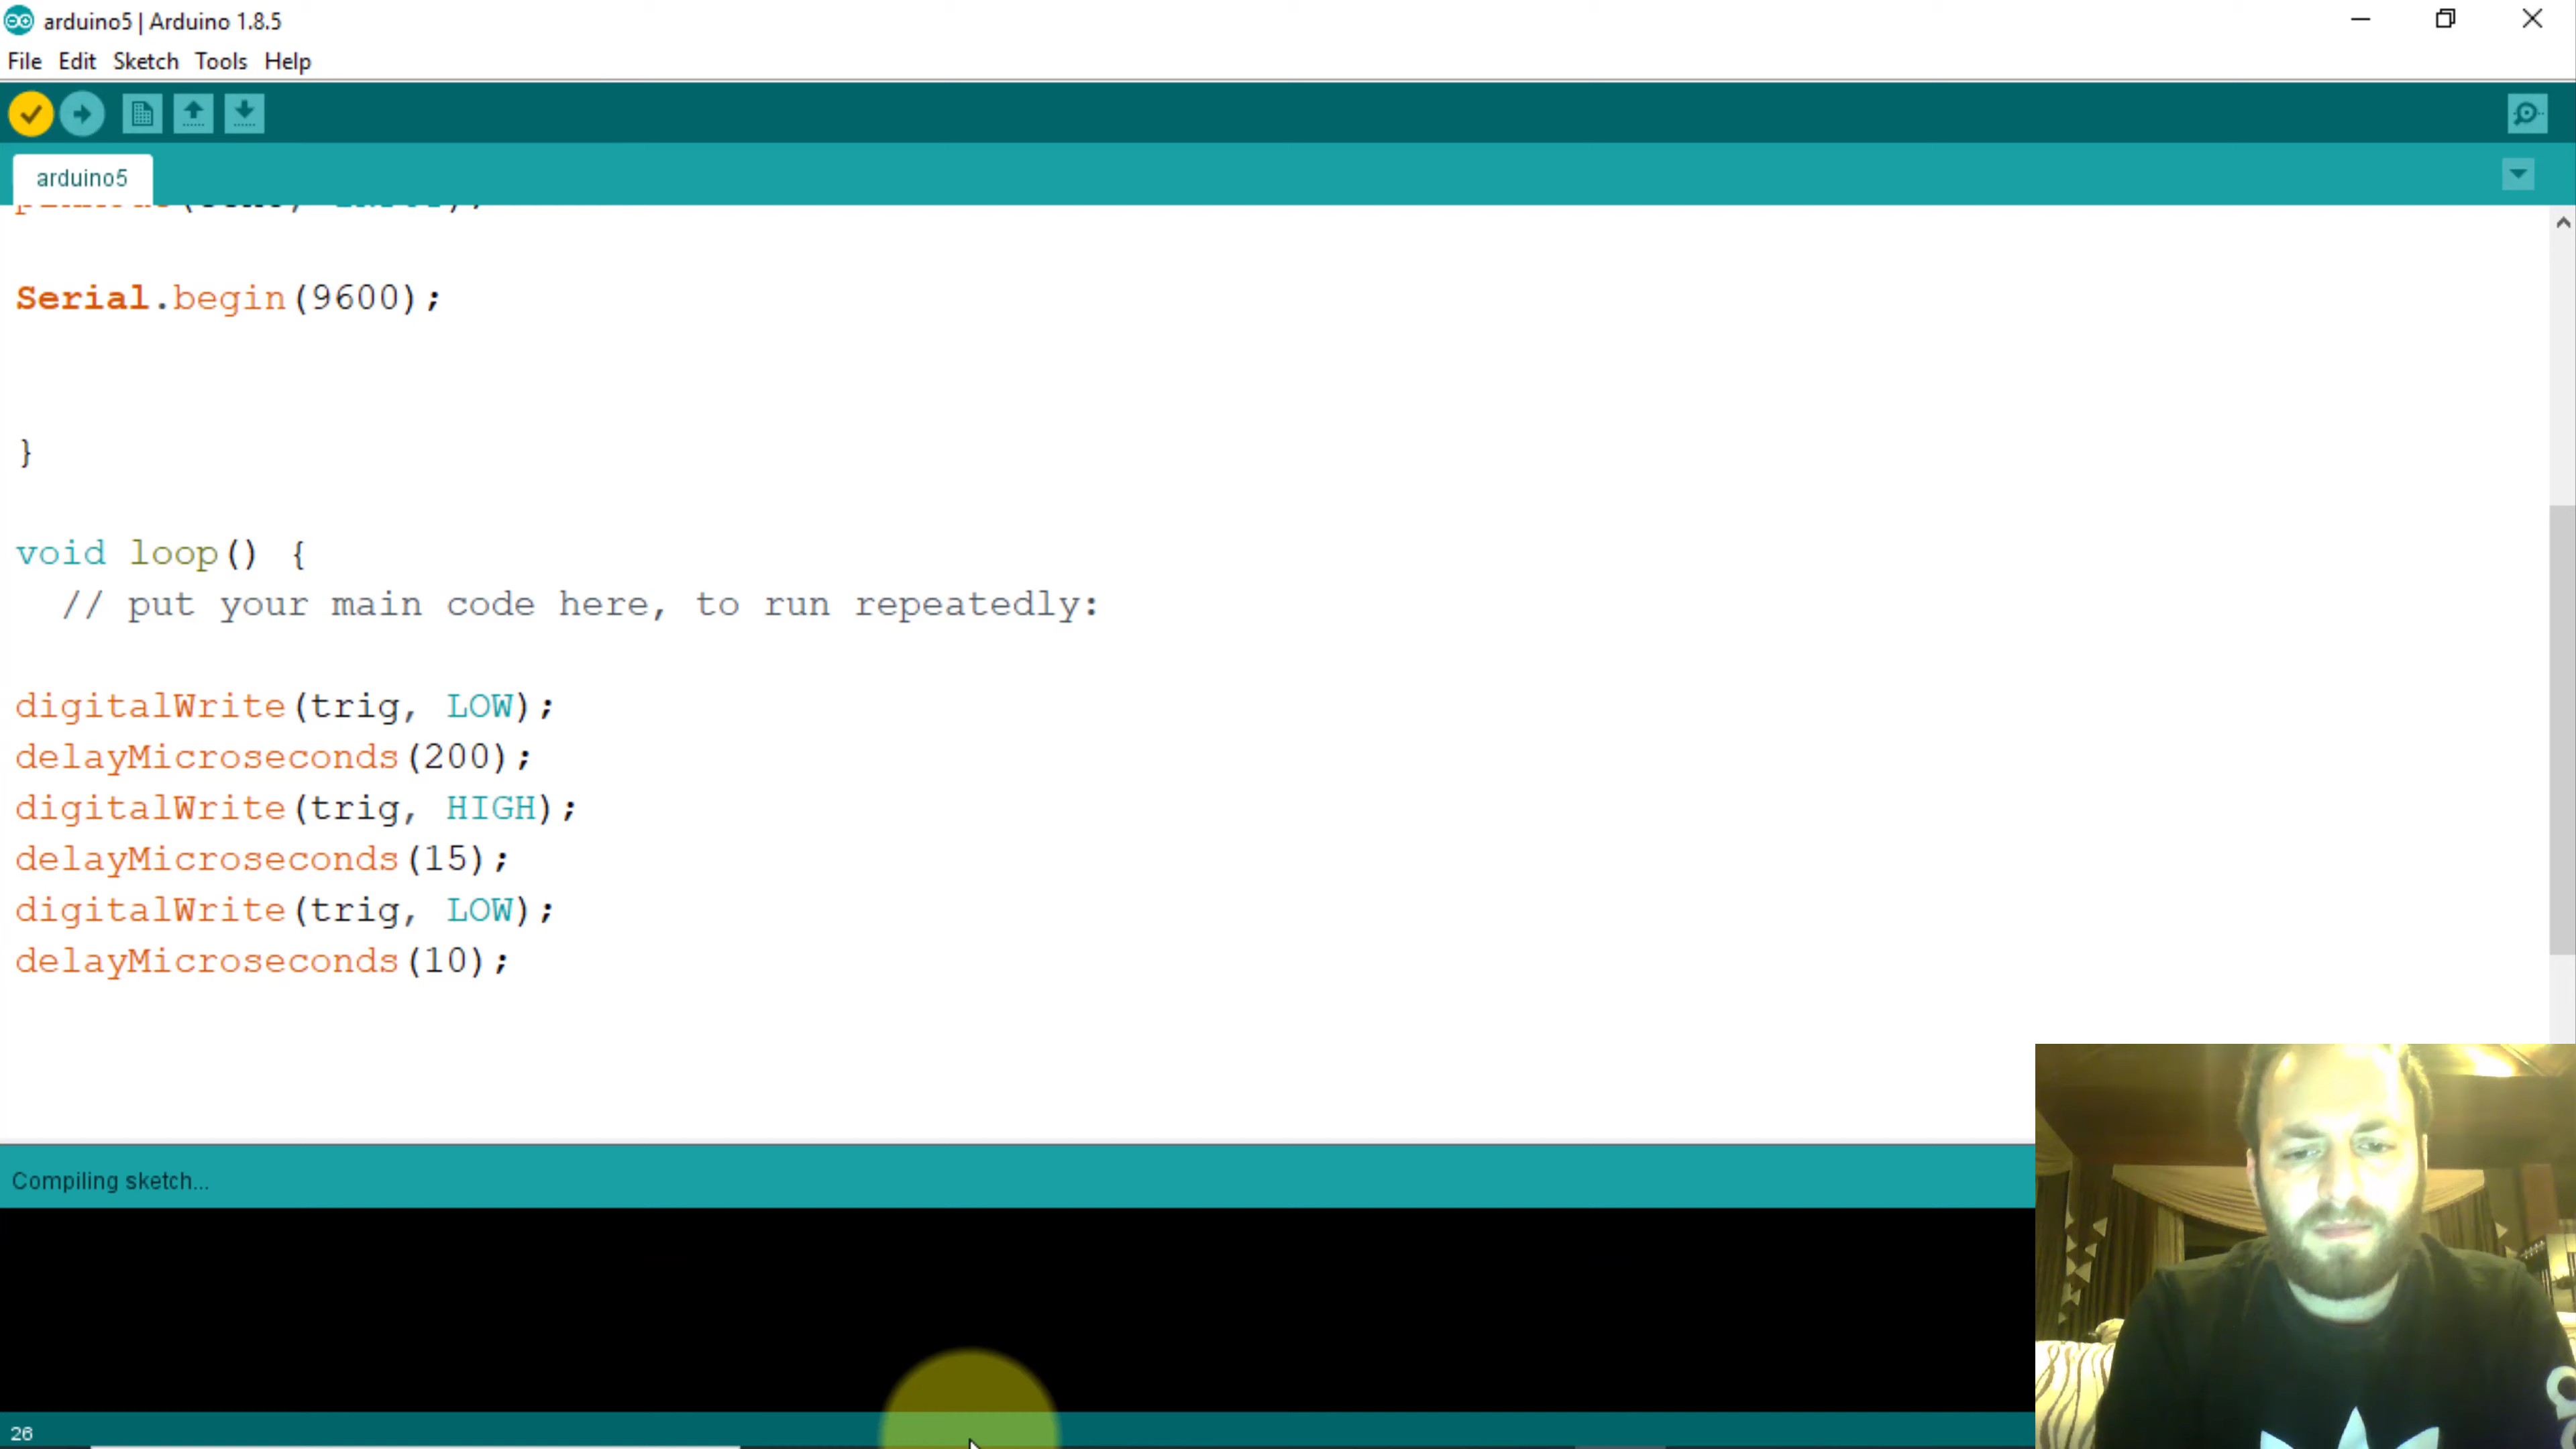 arduino5 | Arduino 1.8.5
File Edit Sketch Tools Help
arduino5
Serial.begin(9600);
}
void loop() {
// put your main code here, to run repeatedly:
digitalWrite(trig, LOW);
delayMicroseconds(200);
digitalWrite(trig, HIGH);
delayMicroseconds(15);
digitalWrite(trig, LOW);
delayMicroseconds(10);
Compiling sketch...
26